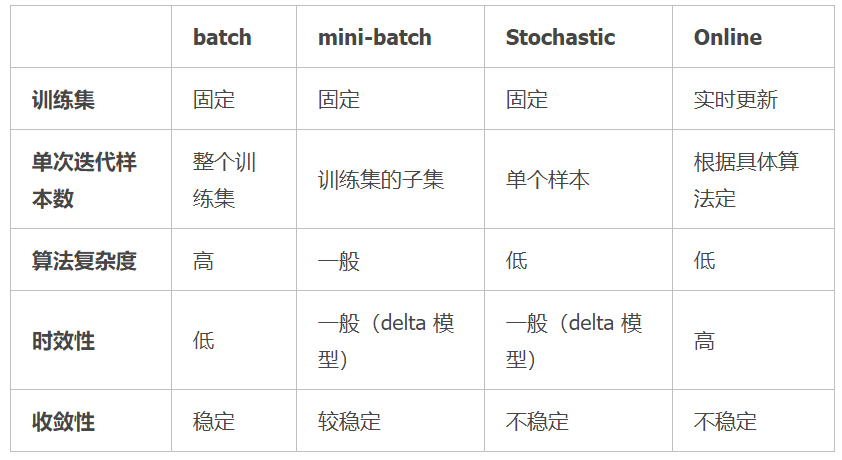 batch mini-batch Stochastic Online
训练集 固定 固定 固定 实时更新
单次迭代样本数 整个训练集 训练集的子集 单个样本 根据具体算法定
算法复杂度 高 一般 低 低
时效性 低 一般（delta 模型） 一般（delta 模型） 高
收敛性 稳定 较稳定 不稳定 不稳定